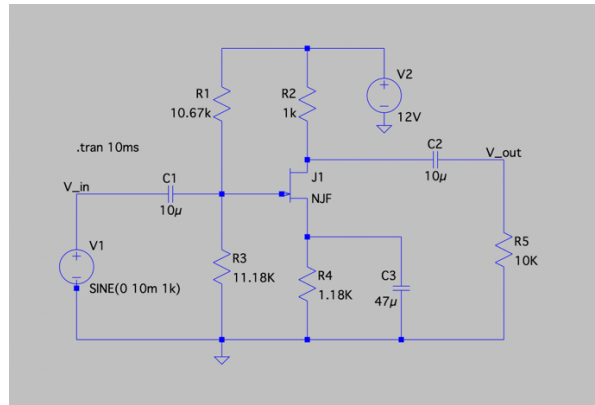 V2
R1
R2
10.67k
1k
12V
.tran 10ms
C2
V_out
V_in
C1
J1
10µ
NJF
10µ
V1
R3
R5
R4
C3
10K
11.18K
SINE(0 10m 1k)
1.18K
47µ